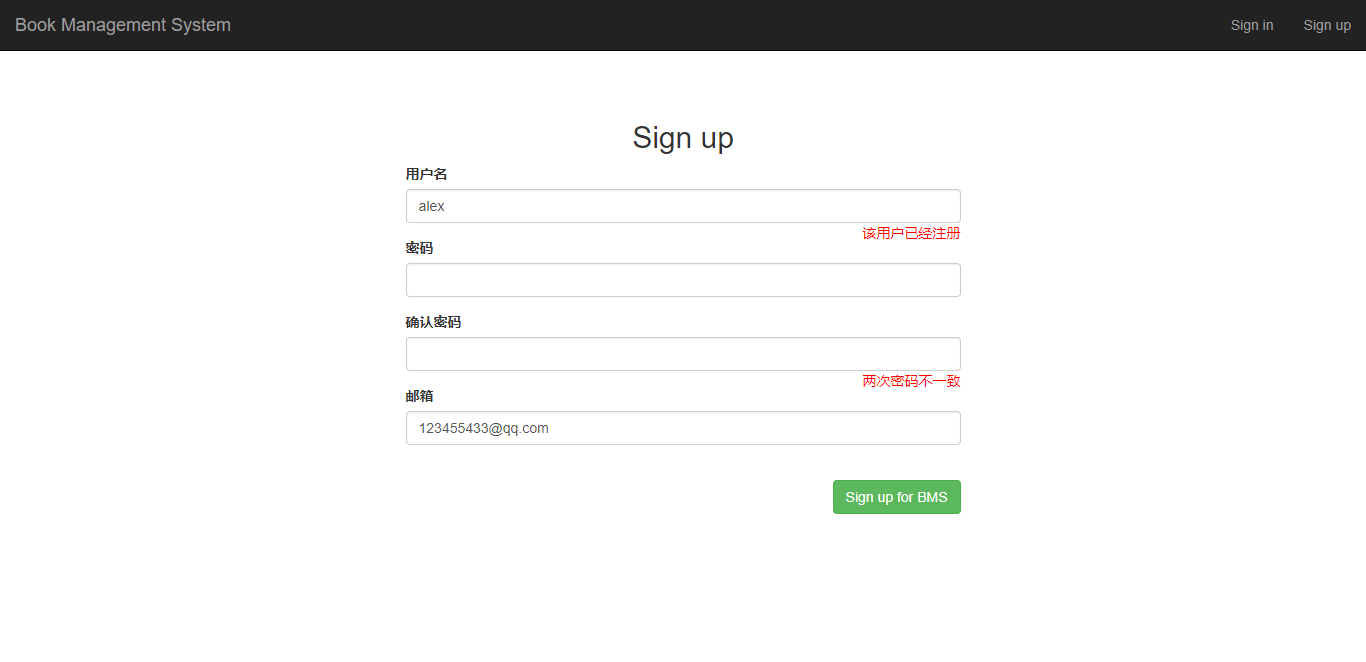 Book Management System
Sign in
Sign up
Sign up
用户名
alex
该用户已经注册
密码
确认密码
两次密码不一致
邮箱
123455433@qq.com
Sign up for BMS